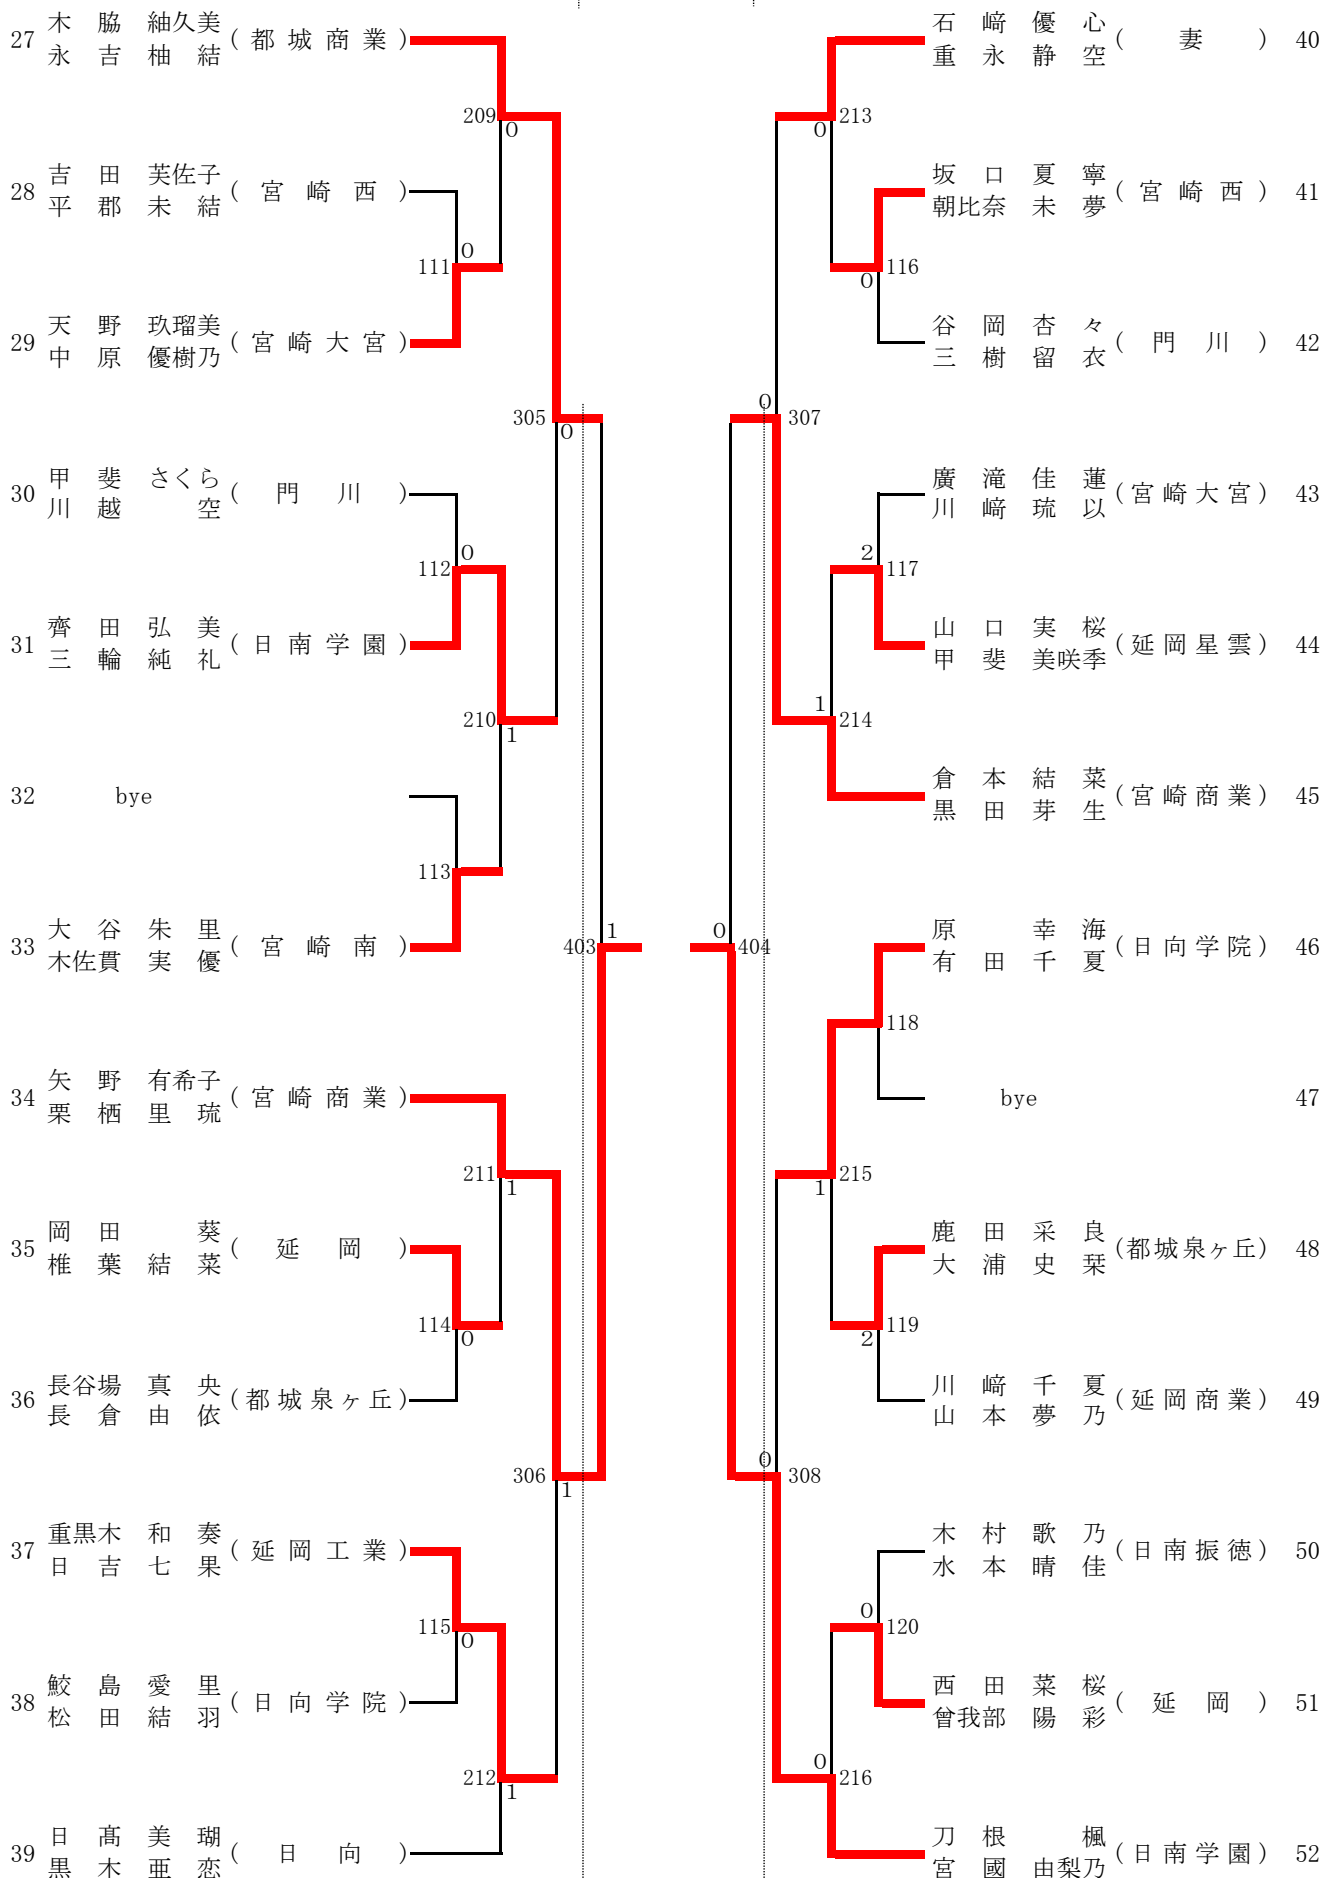 27 木脇 紬久美 (都城商業)
永吉 柚結
209
0
28 吉田 芙佐子 (宮崎西)
平郡 未結
0
111
29 天野 玖瑠美 (宮崎大宮)
中原 優樹乃
305
0
30 甲斐 さくら (門川)
川越 空
0
112
31 齊田 弘美 (日南学園)
三輪 純礼
210
1
32 bye
113
33 大谷 朱里 (宮崎南)
木佐貫 実優
1
403
34 矢野 有希子 (宮崎商業)
栗栖 里琉
211
1
35 岡田 葵 (延岡)
椎葉 結菜
114
0
36 長谷場 真央 (都城泉ヶ丘)
長倉 由依
306
1
37 重黒木 和奏 (延岡工業)
日吉 七果
115
0
38 鮫島 愛里 (日向学院)
松田 結羽
212
1
39 日髙 美瑚 (日向)
黒木 亜恋
石﨑 優心 (妻) 40
重永 静空
213
0
坂口 夏寧 (宮崎西) 41
朝比奈 未夢
116
0
谷岡 杏々 (門川) 42
三樹 留衣
0
307
廣滝 佳蓮 (宮崎大宮) 43
川﨑 琉以
2
117
山口 実桜 (延岡星雲) 44
甲斐 美咲季
1
214
倉本 結菜 (宮崎商業) 45
黒田 芽生
0
404
原 幸海 (日向学院) 46
有田 千夏
118
bye 47
215
1
鹿田 采良 (都城泉ヶ丘) 48
大浦 史栞
119
2
川﨑 千夏 (延岡商業) 49
山本 夢乃
0
308
木村 歌乃 (日南振徳) 50
水本 晴佳
0
120
西田 菜桜 (延岡) 51
曾我部 陽彩
0
216
刀根 楓 (日南学園) 52
宮國 由梨乃